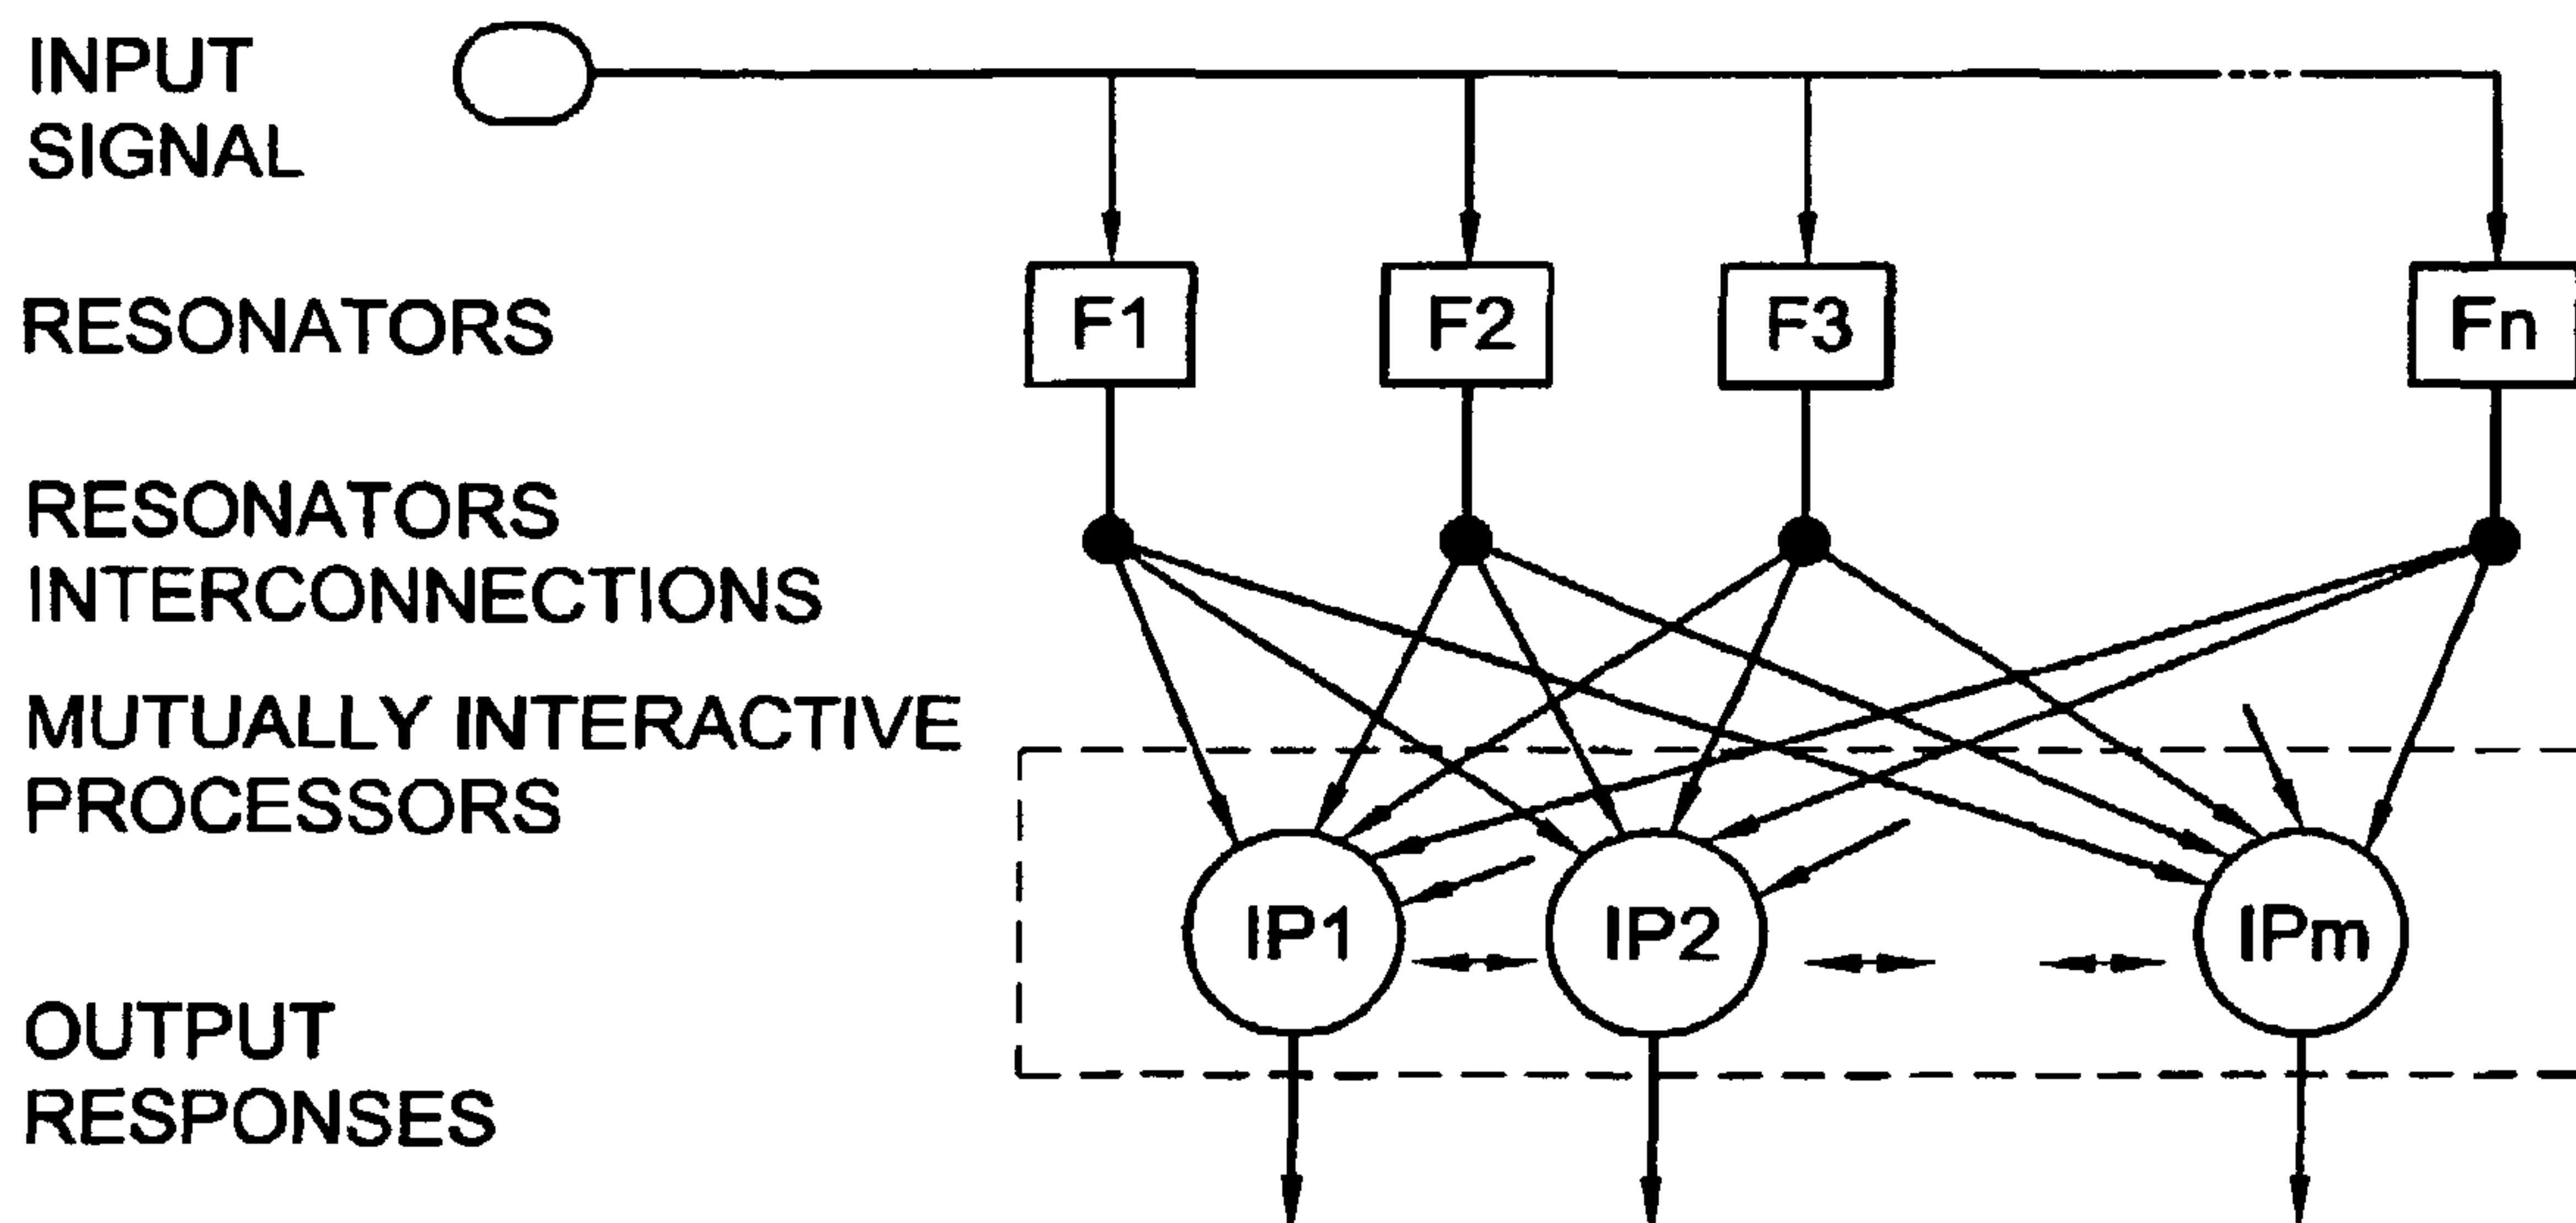 INPUT
SIGNAL
RESONATORS
F1 F2 F3 Fn
RESONATORS
INTERCONNECTIONS
MUTUALLY INTERACTIVE
PROCESSORS
IP1 IP2 IPm
OUTPUT
RESPONSES